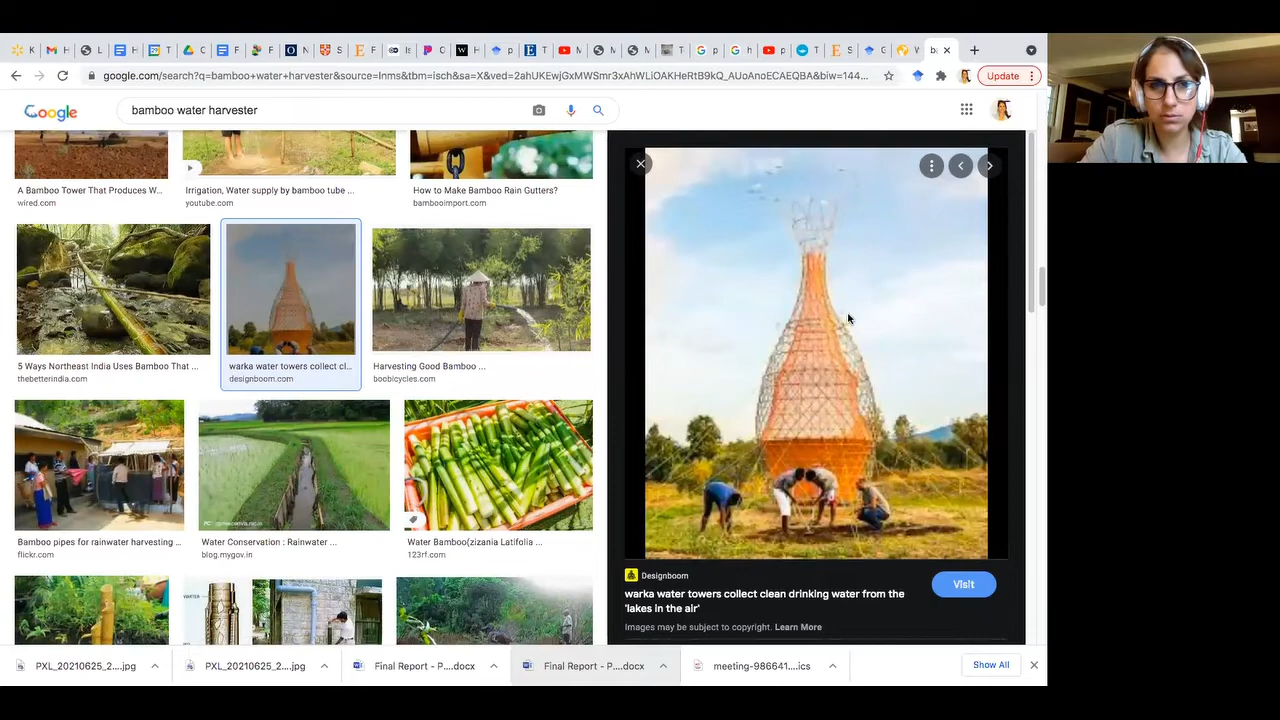 google.com/search?q=bamboo+water+harvester&source=lnms&tbm=isch&sa=X&ved=2ahUKEwjGxMWSmr3xAhWLiOAKHeRtB9kQ_AUoAnoECAEQBA&biw=144...
Update
Google
bamboo water harvester
A Bamboo Tower That Produces W...
wired.com
Irrigation, Water supply by bamboo tube ...
youtube.com
How to Make Bamboo Rain Gutters?
bambooimport.com
5 Ways Northeast India Uses Bamboo That ...
thebetterindia.com
warka water towers collect cl...
designboom.com
Harvesting Good Bamboo ...
boobicycles.com
Bamboo pipes for rainwater harvesting ...
flickr.com
Water Conservation : Rainwater ...
blog.mygov.in
Water Bamboo(zizania Latifolia ...
123rf.com
WATER
Designboom
Visit
warka water towers collect clean drinking water from the
'lakes in the air'
Images may be subject to copyright. Learn More
PXL_20210625_2....jpg
PXL_20210625_2....jpg
Final Report - P....docx
Final Report - P....docx
meeting-986641....ics
Show All